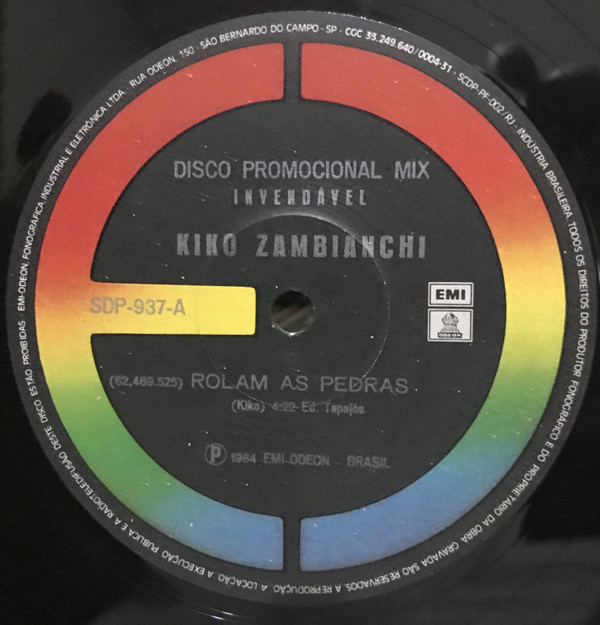 DISCO PROMOCIONAL MIX
INVENDÁVEL
KIKO ZAMBIANCHI
SDP-937-A
EMI
ODEON
(62.469.525) ROLAM AS PEDRAS
(Kiko) 4:22 Ed. Tapajós
℗ 1984 EMI-ODEON - BRASIL
EMI-ODEON FONOGRÁFICA, INDUSTRIAL E ELETRÔNICA LTDA. RUA ODEON, 150 - SÃO BERNARDO DO CAMPO - SP - CGC 33.249.640/0004-31 - SCDP-PF-002/RJ - INDÚSTRIA BRASILEIRA. TODOS OS DIREITOS DO PRODUTOR FONOGRÁFICO E DO PROPRIETÁRIO DA OBRA GRAVADA SÃO RESERVADOS. A REPRODUÇÃO, A LOCAÇÃO, A EXECUÇÃO PÚBLICA E A RADIOTELEDIFUSÃO DESTE DISCO ESTÃO PROIBIDAS